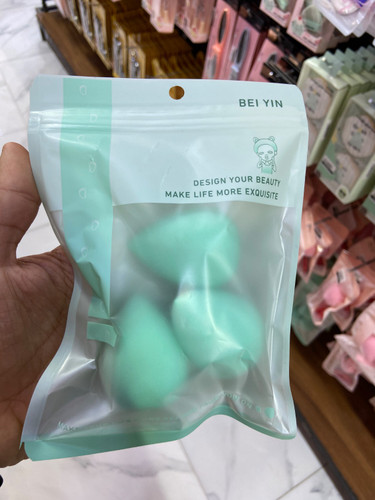 BEI YIN
DESIGN YOUR BEAUTY
MAKE LIFE MORE EXQUISITE